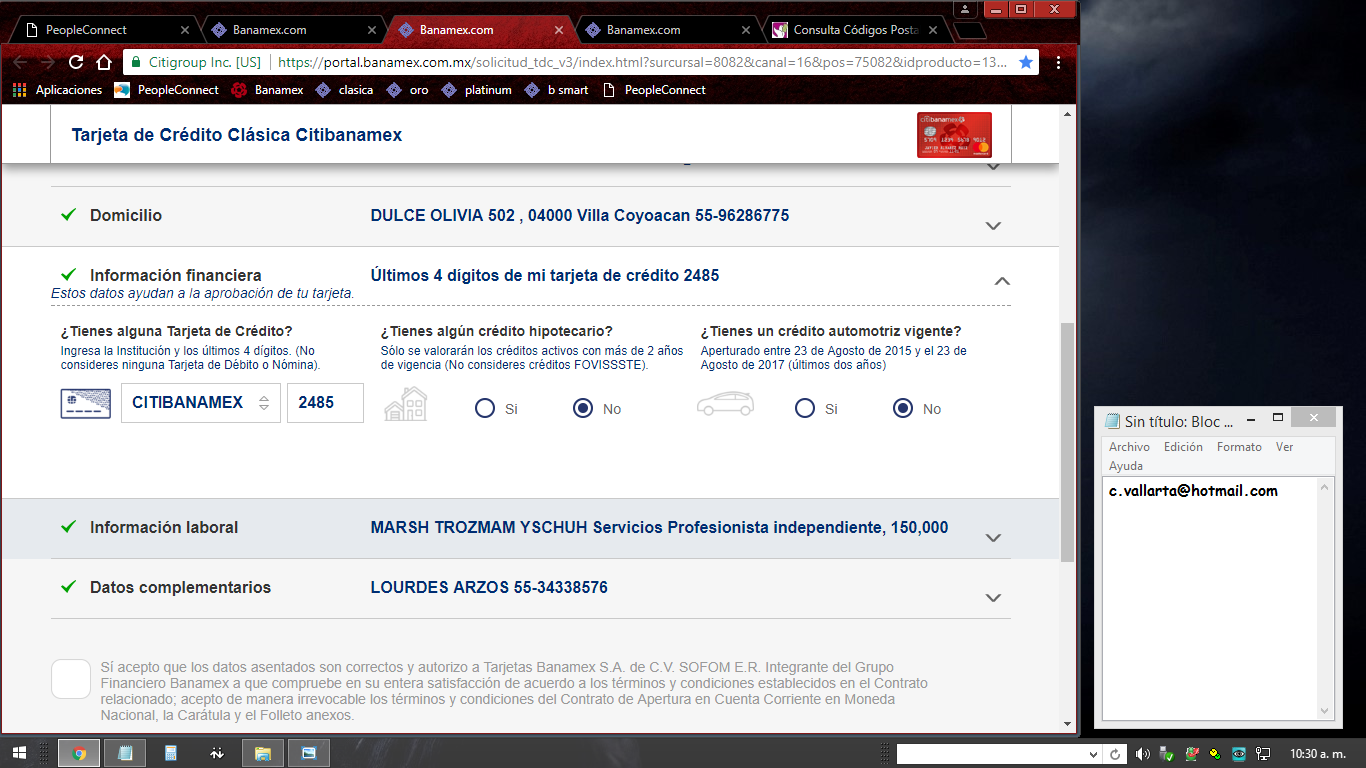 PeopleConnect
Banamex.com
Banamex.com
Banamex.com
Consulta Códigos Posta
Citigroup Inc. [US]
https://portal.banamex.com.mx/solicitud_tdc_v3/index.html?surcursal=8082&canal=16&pos=75082&idproducto=13...
Aplicaciones PeopleConnect Banamex clasica oro platinum b smart PeopleConnect
Tarjeta de Crédito Clásica Citibanamex
citibanamex
Domicilio DULCE OLIVIA 502 , 04000 Villa Coyoacan 55-96286775
Información financiera Últimos 4 dígitos de mi tarjeta de crédito 2485
Estos datos ayudan a la aprobación de tu tarjeta.
¿Tienes alguna Tarjeta de Crédito?
Ingresa la Institución y los últimos 4 dígitos. (No
consideres ninguna Tarjeta de Débito o Nómina).
CITIBANAMEX 2485
¿Tienes algún crédito hipotecario?
Sólo se valorarán los créditos activos con más de 2 años
de vigencia (No consideres créditos FOVISSSTE).
Si No
¿Tienes un crédito automotriz vigente?
Aperturado entre 23 de Agosto de 2015 y el 23 de
Agosto de 2017 (últimos dos años)
Si No
Información laboral MARSH TROZMAM YSCHUH Servicios Profesionista independiente, 150,000
Datos complementarios LOURDES ARZOS 55-34338576
Sí acepto que los datos asentados son correctos y autorizo a Tarjetas Banamex S.A. de C.V. SOFOM E.R. Integrante del Grupo
Financiero Banamex a que compruebe en su entera satisfacción de acuerdo a los términos y condiciones establecidos en el Contrato
relacionado; acepto de manera irrevocable los términos y condiciones del Contrato de Apertura en Cuenta Corriente en Moneda
Nacional, la Carátula y el Folleto anexos.
Sin título: Bloc ...
Archivo Edición Formato Ver
Ayuda
c.vallarta@hotmail.com
10:30 a. m.